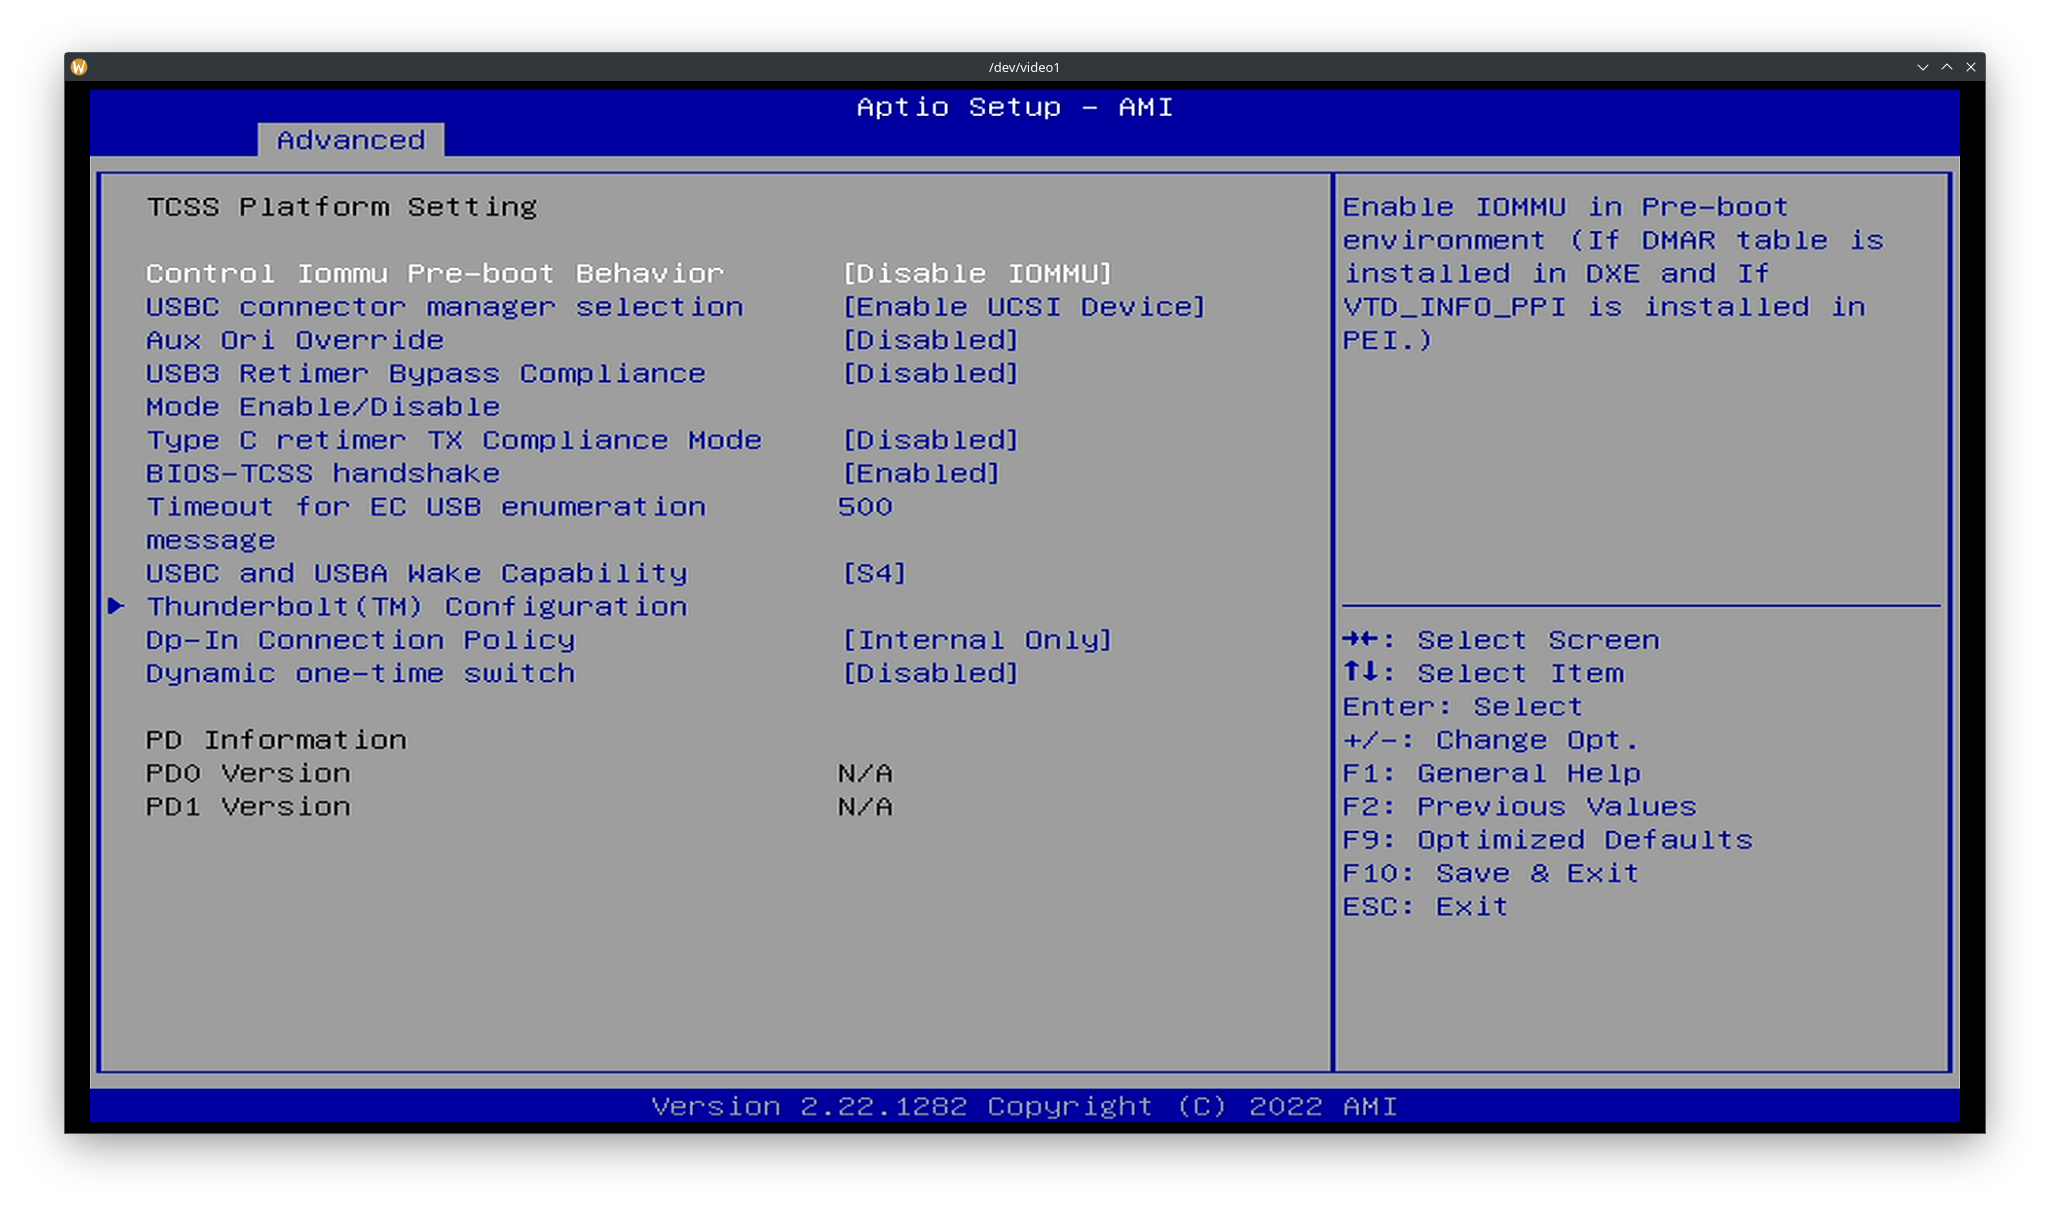 /dev/video1
Aptio Setup - AMI
Advanced
TCSS Platform Setting
Control Iommu Pre-boot Behavior [Disable IOMMU]
USBC connector manager selection [Enable UCSI Device]
Aux Ori Override [Disabled]
USB3 Retimer Bypass Compliance [Disabled]
Mode Enable/Disable
Type C retimer TX Compliance Mode [Disabled]
BIOS-TCSS handshake [Enabled]
Timeout for EC USB enumeration 500
message
USBC and USBA Wake Capability [S4]
Thunderbolt(TM) Configuration
Dp-In Connection Policy [Internal Only]
Dynamic one-time switch [Disabled]
PD Information
PD0 Version N/A
PD1 Version N/A
Enable IOMMU in Pre-boot
environment (If DMAR table is
installed in DXE and If
VTD_INFO_PPI is installed in
PEI.)
→←: Select Screen
↑↓: Select Item
Enter: Select
+/-: Change Opt.
F1: General Help
F2: Previous Values
F9: Optimized Defaults
F10: Save & Exit
ESC: Exit
Version 2.22.1282 Copyright (C) 2022 AMI